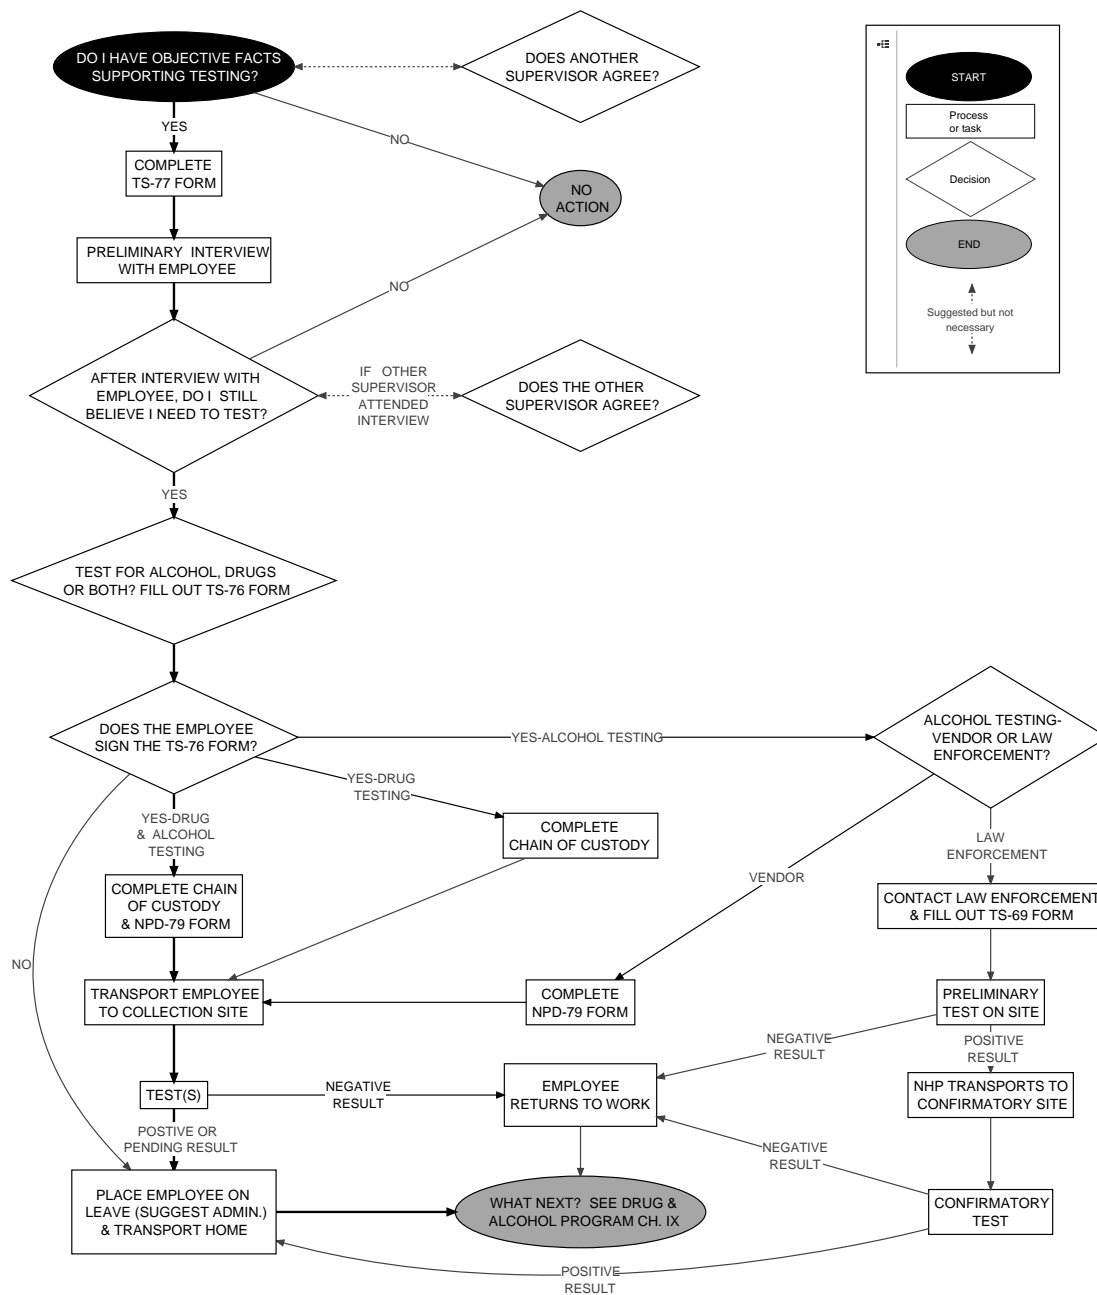 DO I HAVE OBJECTIVE FACTS
SUPPORTING TESTING?
DOES ANOTHER
SUPERVISOR AGREE?
START
Process
or task
Decision
END
Suggested but not
necessary
YES
NO
COMPLETE
TS-77 FORM
NO
ACTION
PRELIMINARY INTERVIEW
WITH EMPLOYEE
NO
AFTER INTERVIEW WITH
EMPLOYEE, DO I STILL
BELIEVE I NEED TO TEST?
IF OTHER
SUPERVISOR
ATTENDED
INTERVIEW
DOES THE OTHER
SUPERVISOR AGREE?
YES
TEST FOR ALCOHOL, DRUGS
OR BOTH? FILL OUT TS-76 FORM
DOES THE EMPLOYEE
SIGN THE TS-76 FORM?
YES-ALCOHOL TESTING
ALCOHOL TESTING-
VENDOR OR LAW
ENFORCEMENT?
YES-DRUG
TESTING
YES-DRUG
& ALCOHOL
TESTING
COMPLETE
CHAIN OF CUSTODY
LAW
ENFORCEMENT
VENDOR
COMPLETE CHAIN
OF CUSTODY
& NPD-79 FORM
CONTACT LAW ENFORCEMENT
& FILL OUT TS-69 FORM
NO
TRANSPORT EMPLOYEE
TO COLLECTION SITE
COMPLETE
NPD-79 FORM
PRELIMINARY
TEST ON SITE
NEGATIVE
RESULT
POSITIVE
RESULT
TEST(S)
NEGATIVE
RESULT
EMPLOYEE
RETURNS TO WORK
NHP TRANSPORTS TO
CONFIRMATORY SITE
POSTIVE OR
PENDING RESULT
NEGATIVE
RESULT
PLACE EMPLOYEE ON
LEAVE (SUGGEST ADMIN.)
& TRANSPORT HOME
WHAT NEXT? SEE DRUG &
ALCOHOL PROGRAM CH. IX
CONFIRMATORY
TEST
POSITIVE
RESULT